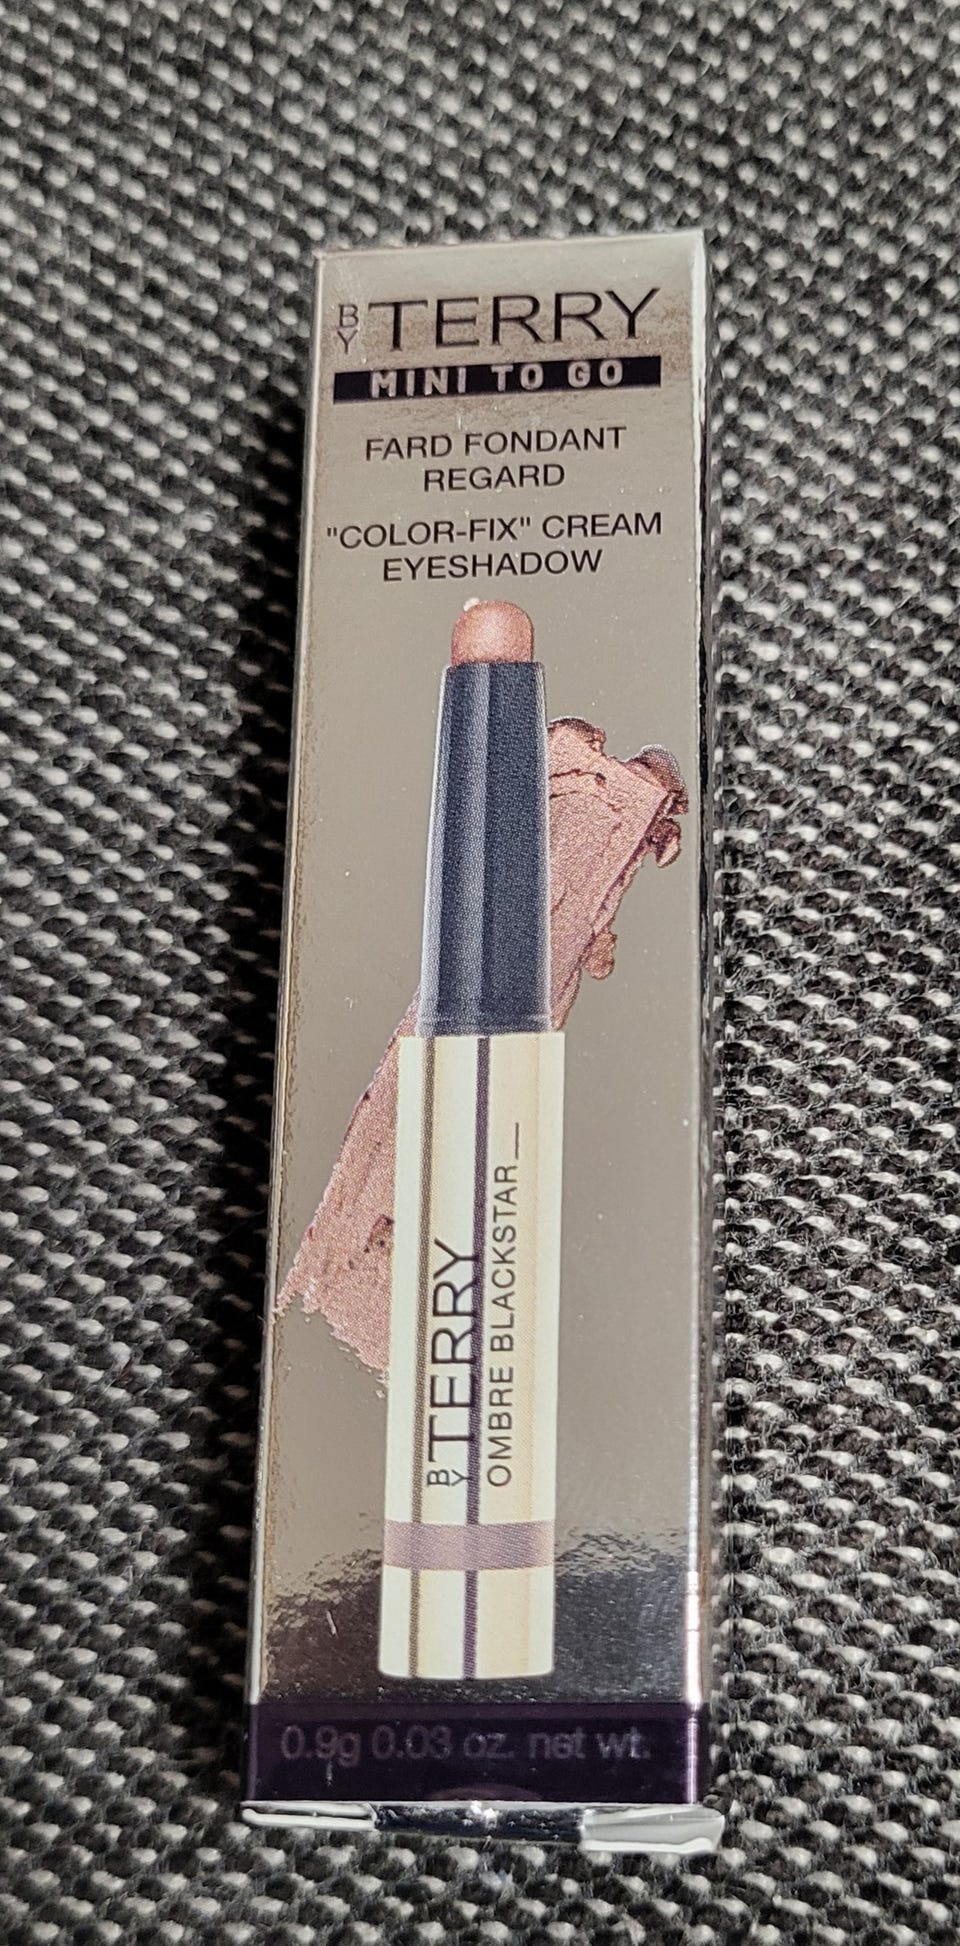 BY TERRY
MINI TO GO
FARD FONDANT
REGARD
"COLOR-FIX" CREAM
EYESHADOW
BY TERRY
OMBRE BLACKSTAR
0.9g 0.03 oz. net wt.